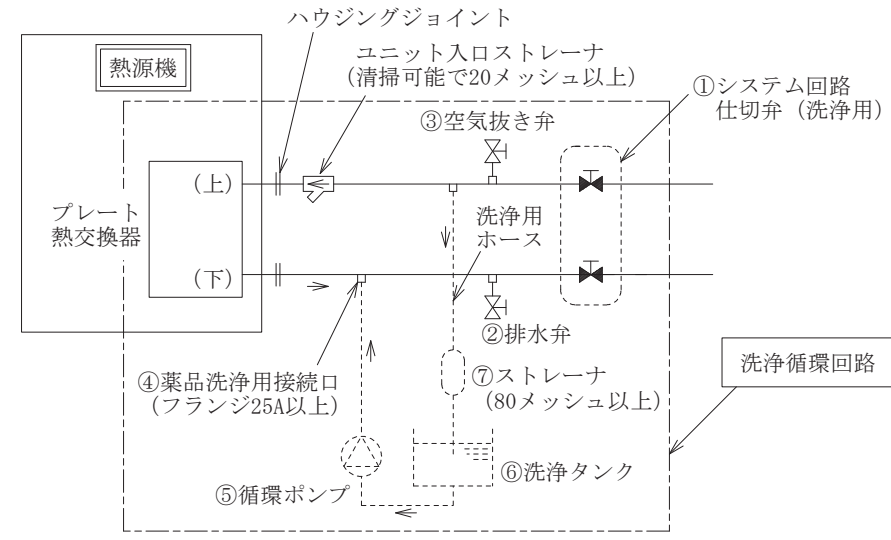 ハウジングジョイント
熱源機
ユニット入口ストレーナ
(清掃可能で20メッシュ以上)
①システム回路
仕切弁(洗浄用)
③空気抜き弁
(上)
プレート
熱交換器
洗浄用
ホース
(下)
②排水弁
④薬品洗浄用接続口
(フランジ25A以上)
⑦ストレーナ
(80メッシュ以上)
洗浄循環回路
⑤循環ポンプ
⑥洗浄タンク